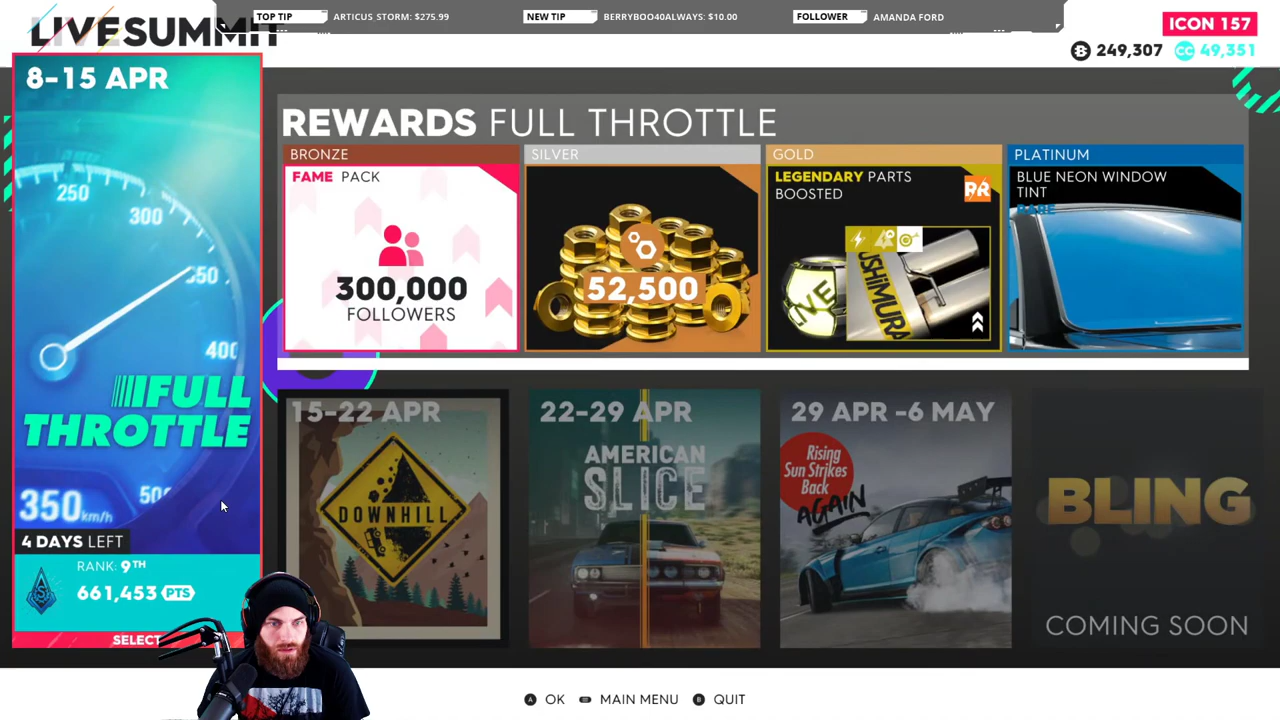 TOP TIP ARTICUS_STORM: $275.99 NEW TIP BERRYBOO40ALWAYS: $10.00 FOLLOWER AMANDA FORD
LIVESUMMIT
ICON 157
249,307 CC 49,351
8-15 APR
250
300
350
400
FULL
THROTTLE
350 km/h
4 DAYS LEFT
RANK: 9TH
661,453 PTS
SELECT
REWARDS FULL THROTTLE
BRONZE
FAME PACK
300,000
FOLLOWERS
SILVER
52,500
GOLD
LEGENDARY PARTS
BOOSTED
LIVE
USHIMURA
PLATINUM
BLUE NEON WINDOW
TINT
RARE
15-22 APR
DOWNHILL
22-29 APR
AMERICAN
SLICE
29 APR -6 MAY
Rising
Sun Strikes
Back
AGAIN
BLING
COMING SOON
A OK MAIN MENU B QUIT